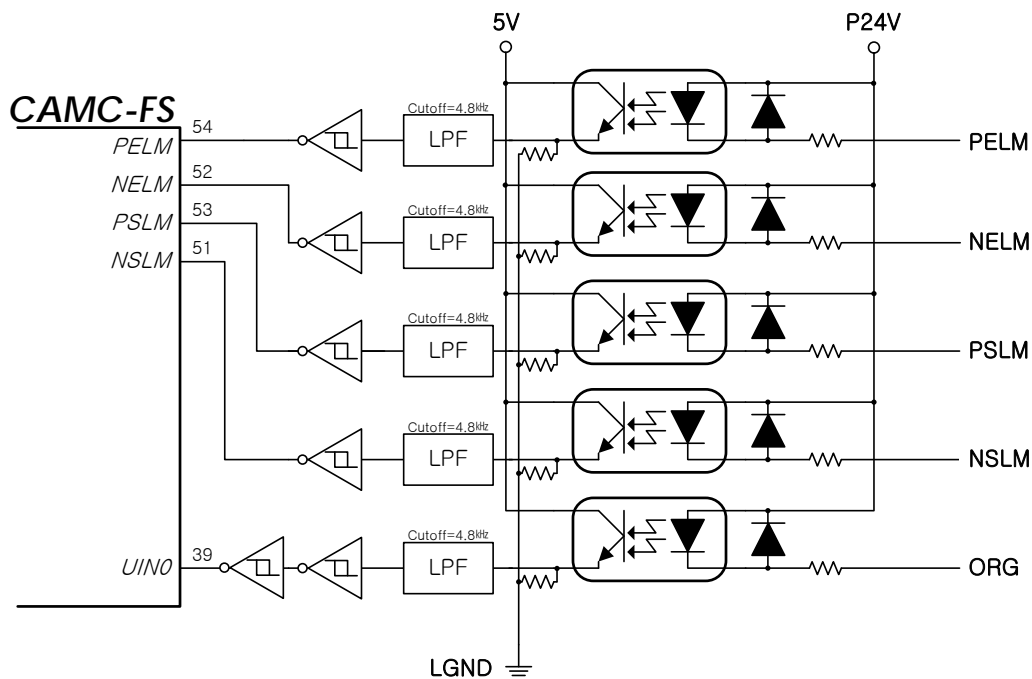 5V
P24V
CAMC-FS
Cutoff=4.8kHz
54
PELM
LPF
PELM
52
NELM
Cutoff=4.8kHz
53
PSLM
LPF
NELM
51
NSLM
Cutoff=4.8kHz
LPF
PSLM
Cutoff=4.8kHz
LPF
NSLM
Cutoff=4.8kHz
39
UIN0
LPF
ORG
LGND